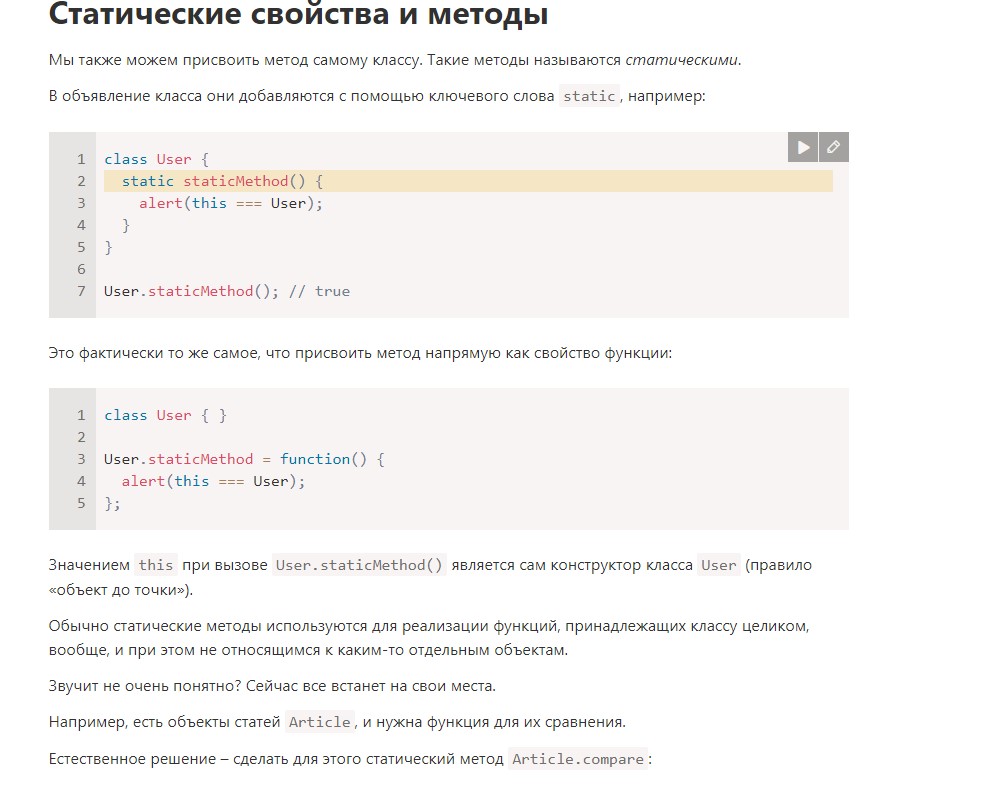 Статические свойства и методы
Мы также можем присвоить метод самому классу. Такие методы называются статическими.
В объявление класса они добавляются с помощью ключевого слова static, например:
1 class User {
2   static staticMethod() {
3     alert(this === User);
4   }
5 }
6
7 User.staticMethod(); // true
Это фактически то же самое, что присвоить метод напрямую как свойство функции:
1 class User { }
2
3 User.staticMethod = function() {
4   alert(this === User);
5 };
Значением this при вызове User.staticMethod() является сам конструктор класса User (правило
«объект до точки»).
Обычно статические методы используются для реализации функций, принадлежащих классу целиком,
вообще, и при этом не относящимся к каким-то отдельным объектам.
Звучит не очень понятно? Сейчас все встанет на свои места.
Например, есть объекты статей Article, и нужна функция для их сравнения.
Естественное решение – сделать для этого статический метод Article.compare: